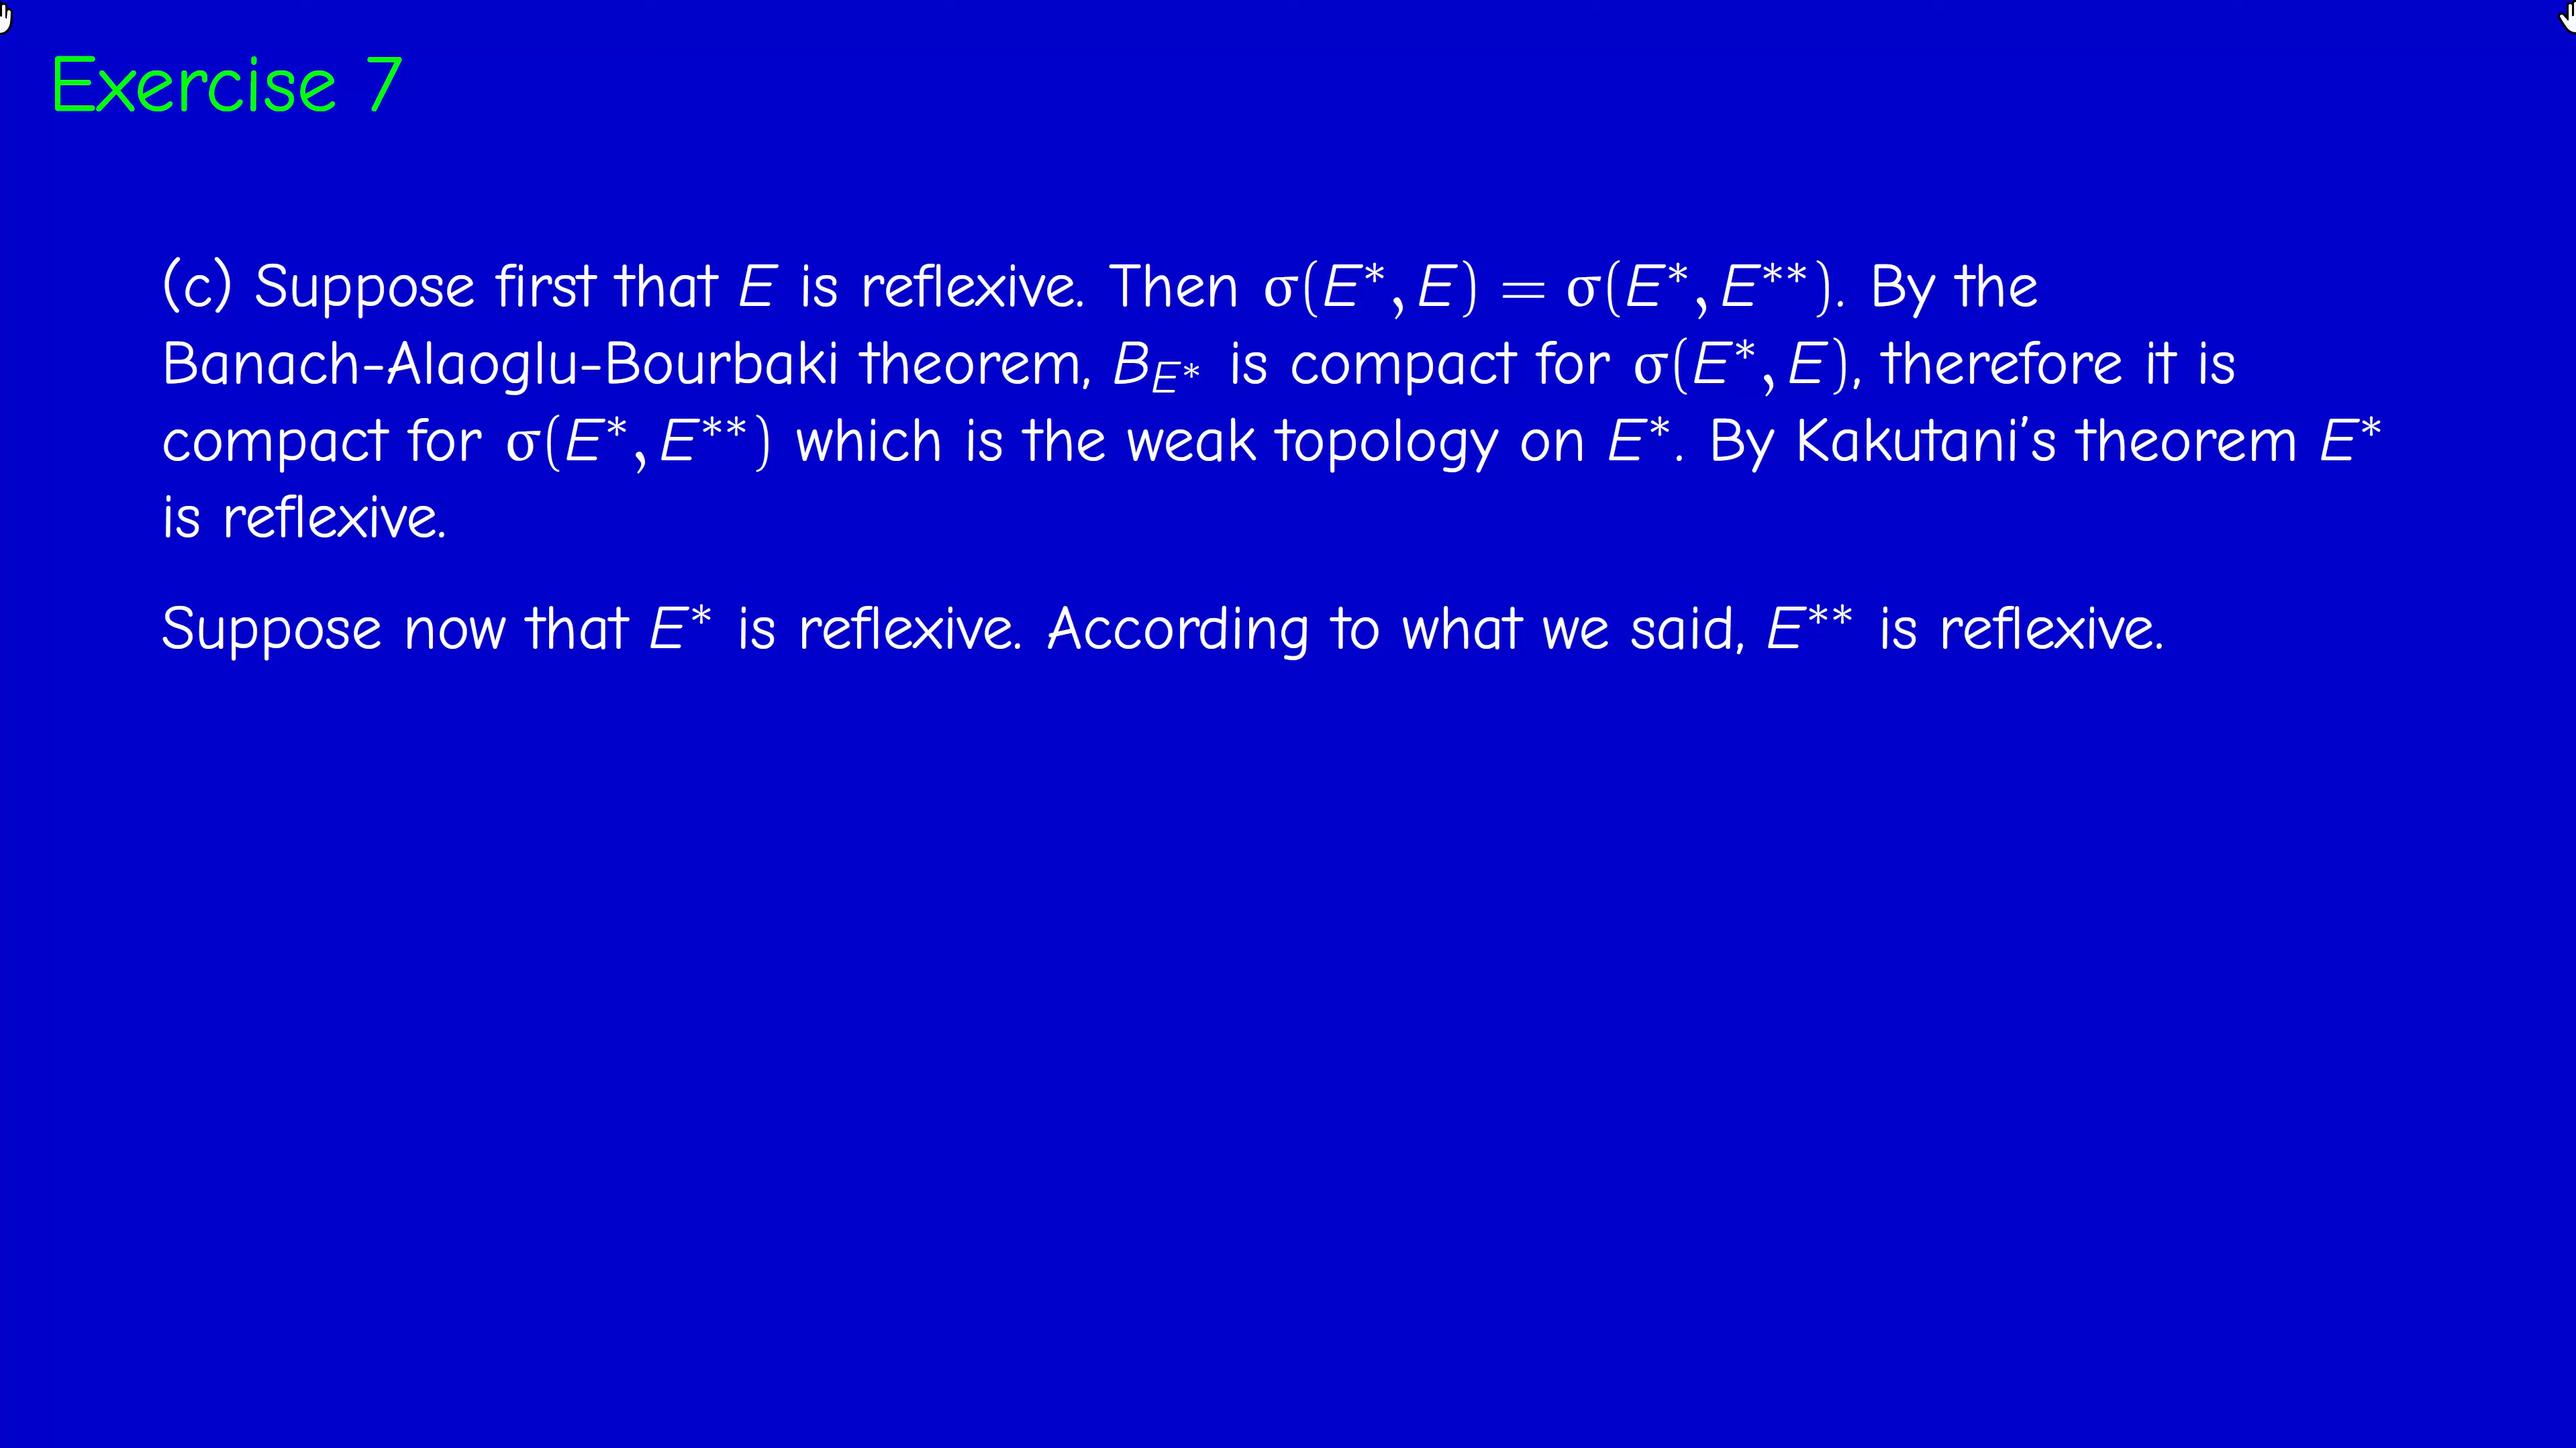 Exercise 7
(c) Suppose first that E is reflexive. Then σ(E*, E) = σ(E*, E**). By the
Banach-Alaoglu-Bourbaki theorem, B_{E*} is compact for σ(E*, E), therefore it is
compact for σ(E*, E**) which is the weak topology on E*. By Kakutani's theorem E*
is reflexive.
Suppose now that E* is reflexive. According to what we said, E** is reflexive.